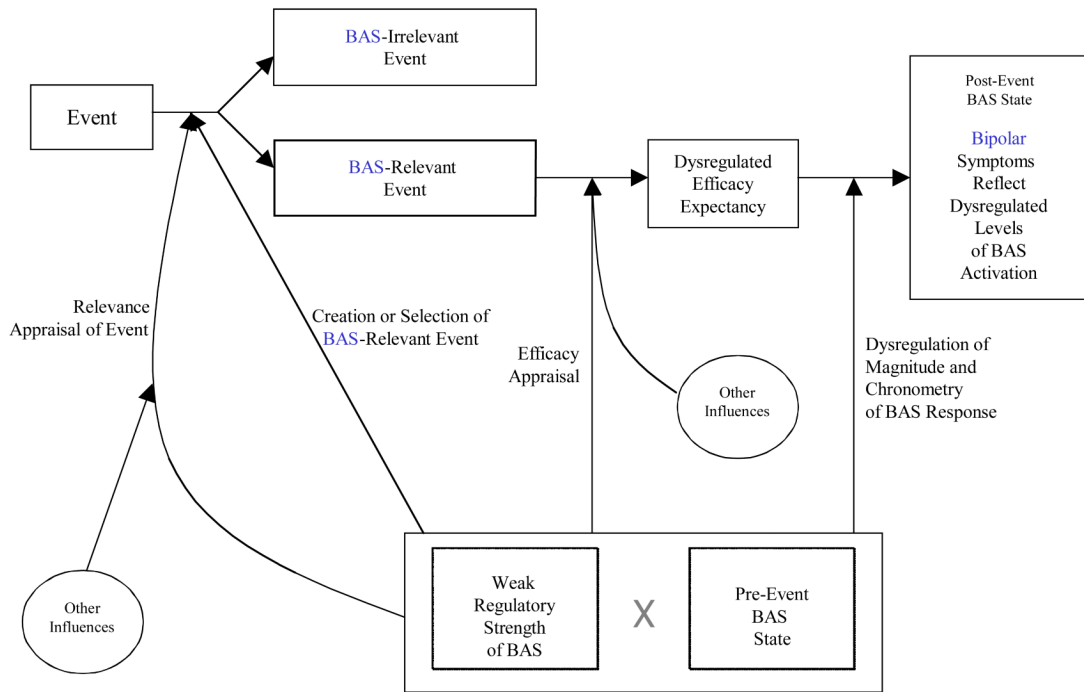 BAS-Irrelevant
Event
Event
BAS-Relevant
Event
Dysregulated
Efficacy
Expectancy
Post-Event
BAS State
Bipolar
Symptoms
Reflect
Dysregulated
Levels
of BAS
Activation
Relevance
Appraisal of Event
Creation or Selection of
BAS-Relevant Event
Efficacy
Appraisal
Other
Influences
Dysregulation of
Magnitude and
Chronometry
of BAS Response
Other
Influences
Weak
Regulatory
Strength
of BAS
X
Pre-Event
BAS
State